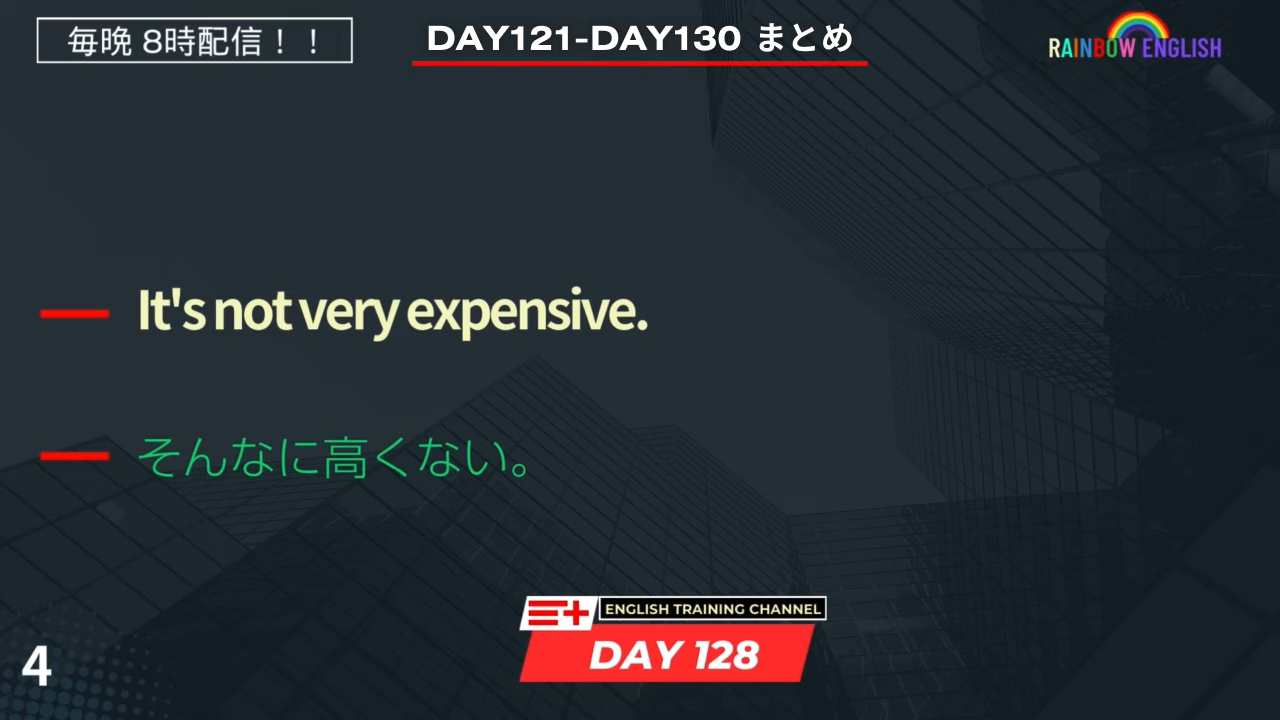 毎晩 8時配信！！
DAY121-DAY130 まとめ
RAINBOW ENGLISH
It's not very expensive.
そんなに高くない。
ENGLISH TRAINING CHANNEL
DAY 128
4